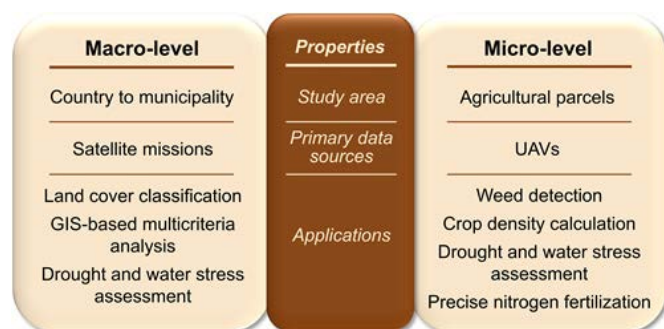 Macro-level
Properties
Micro-level
Country to municipality
Study area
Agricultural parcels
Satellite missions
Primary data
sources
UAVs
Land cover classification
GIS-based multicriteria
analysis
Drought and water stress
assessment
Applications
Weed detection
Crop density calculation
Drought and water stress
assessment
Precise nitrogen fertilization